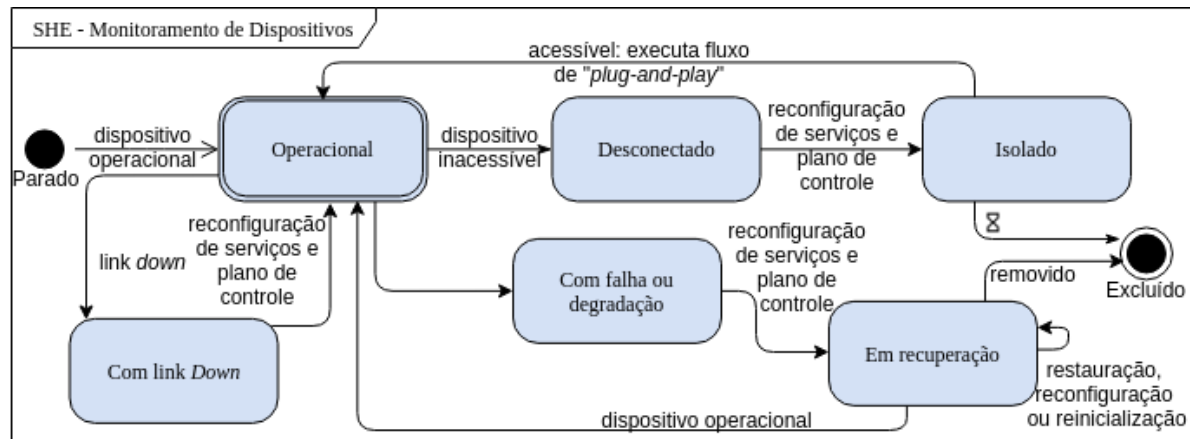 SHE - Monitoramento de Dispositivos
acessível: executa fluxo
de "plug-and-play"
Parado
dispositivo
operacional
Operacional
dispositivo
inacessível
Desconectado
reconfiguração
de serviços e
plano de
controle
Isolado
link down
reconfiguração
de serviços e
plano de
controle
Com falha ou
degradação
reconfiguração
de serviços e
plano de
controle
removido
Excluído
Com link Down
Em recuperação
restauração,
reconfiguração
ou reinicialização
dispositivo operacional